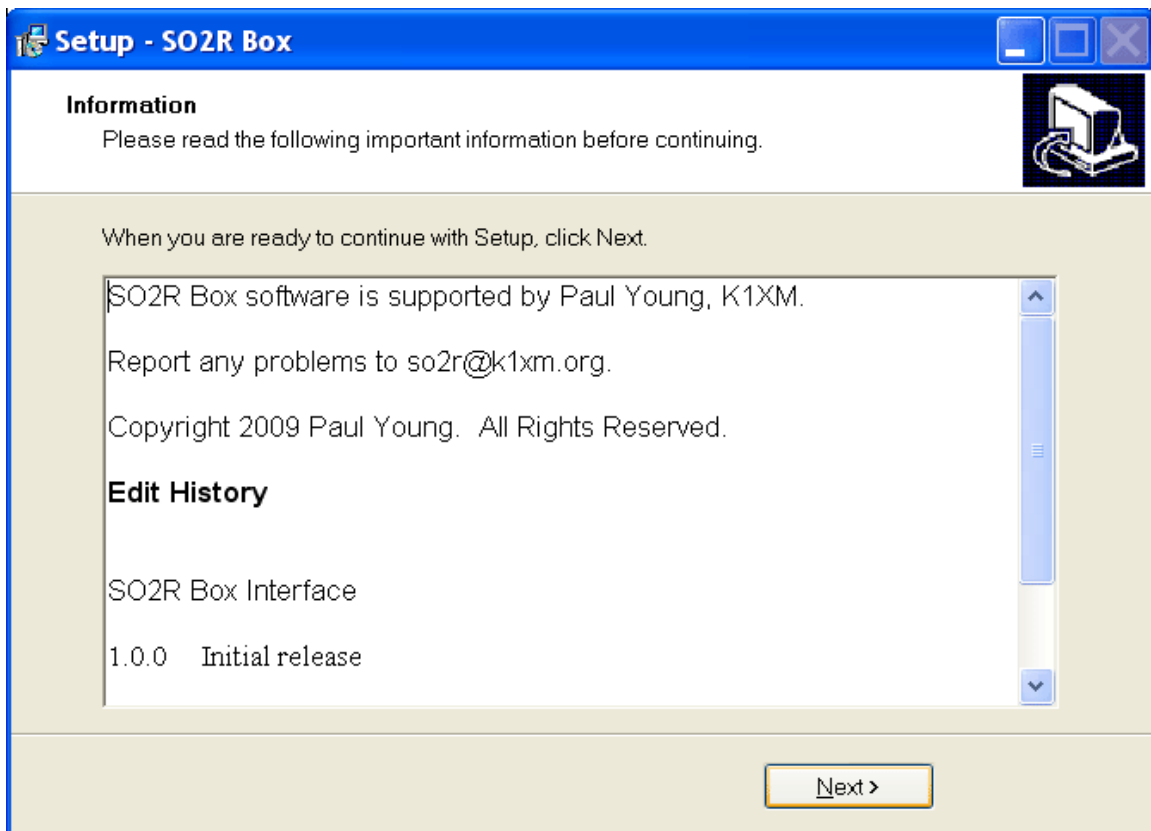 Setup - SO2R Box
Information
Please read the following important information before continuing.
When you are ready to continue with Setup, click Next.
SO2R Box software is supported by Paul Young, K1XM.
Report any problems to so2r@k1xm.org.
Copyright 2009 Paul Young.  All Rights Reserved.
Edit History
SO2R Box Interface
1.0.0    Initial release
Next >